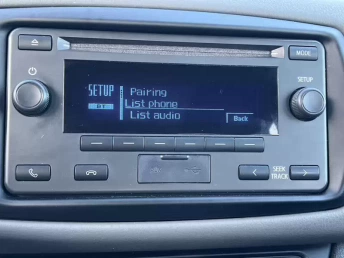 MODE
SETUP
SETUP
BT
Pairing
List phone
List audio
Back
SEEK
TRACK